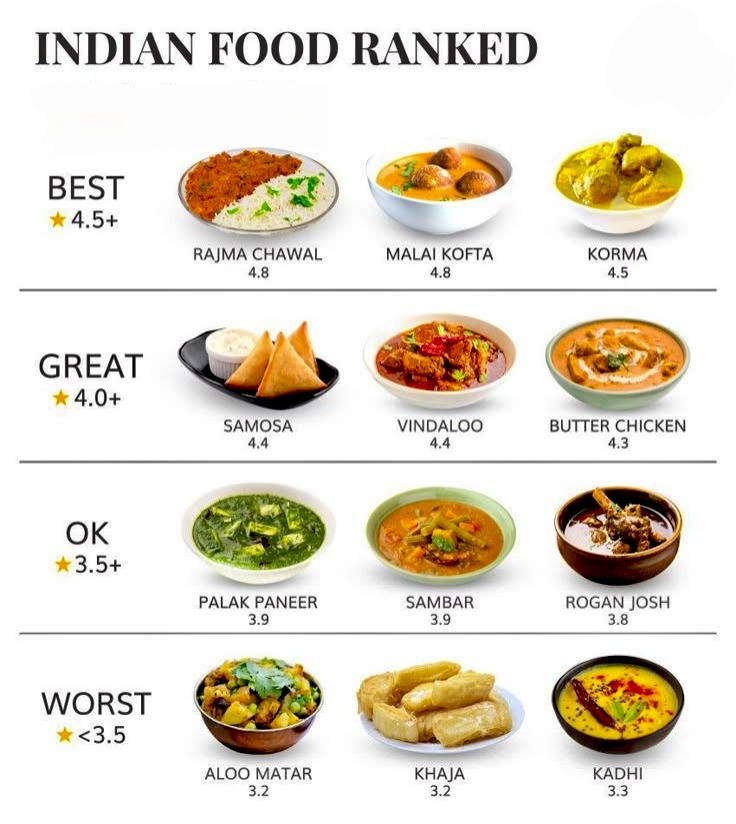 INDIAN FOOD RANKED
BEST
★ 4.5+
RAJMA CHAWAL
4.8
MALAI KOFTA
4.8
KORMA
4.5
GREAT
★ 4.0+
SAMOSA
4.4
VINDALOO
4.4
BUTTER CHICKEN
4.3
OK
★ 3.5+
PALAK PANEER
3.9
SAMBAR
3.9
ROGAN JOSH
3.8
WORST
★ <3.5
ALOO MATAR
3.2
KHAJA
3.2
KADHI
3.3